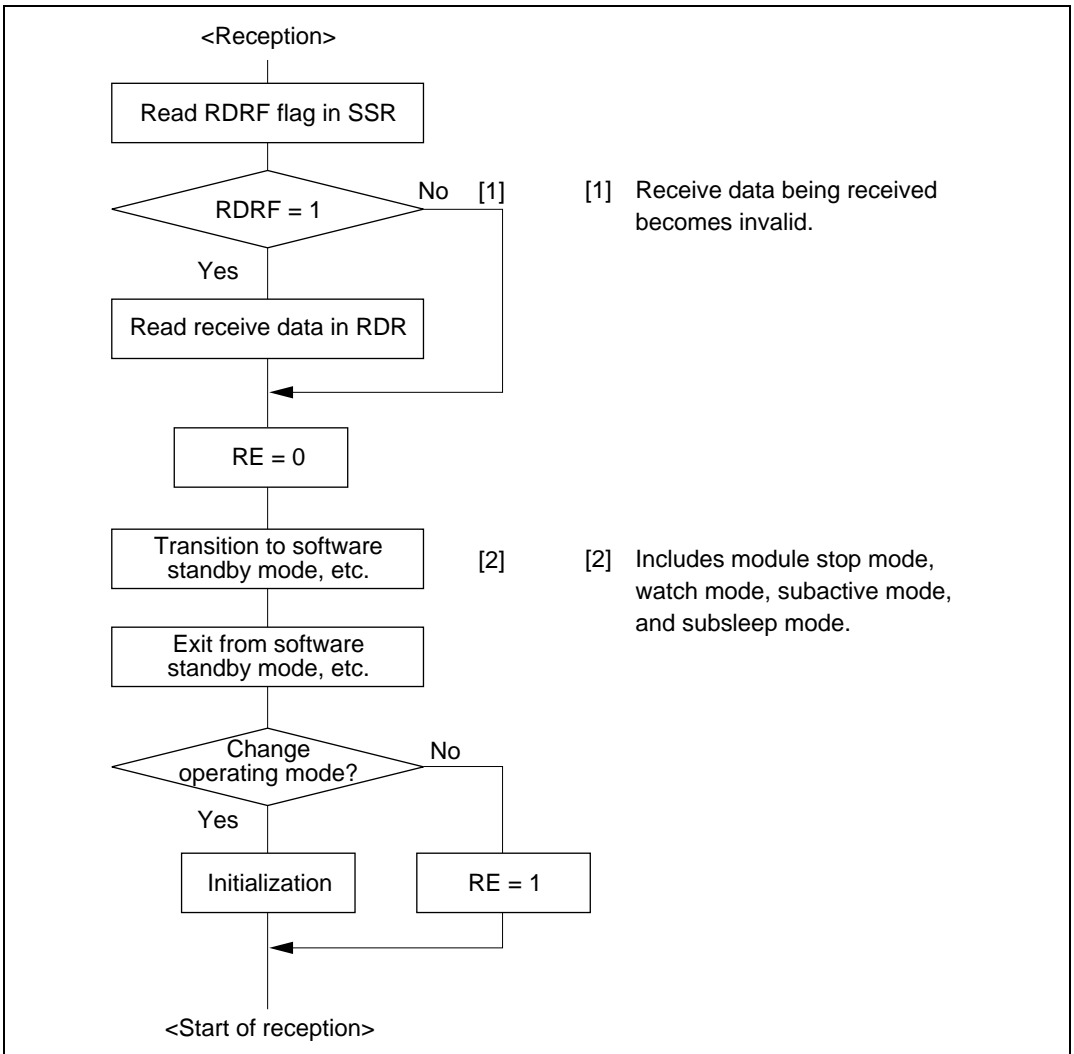 <Reception>
Read RDRF flag in SSR
RDRF = 1
No [1]
[1] Receive data being received
becomes invalid.
Yes
Read receive data in RDR
RE = 0
Transition to software
standby mode, etc.
[2]
[2] Includes module stop mode,
watch mode, subactive mode,
and subsleep mode.
Exit from software
standby mode, etc.
Change
operating mode?
No
Yes
Initialization
RE = 1
<Start of reception>